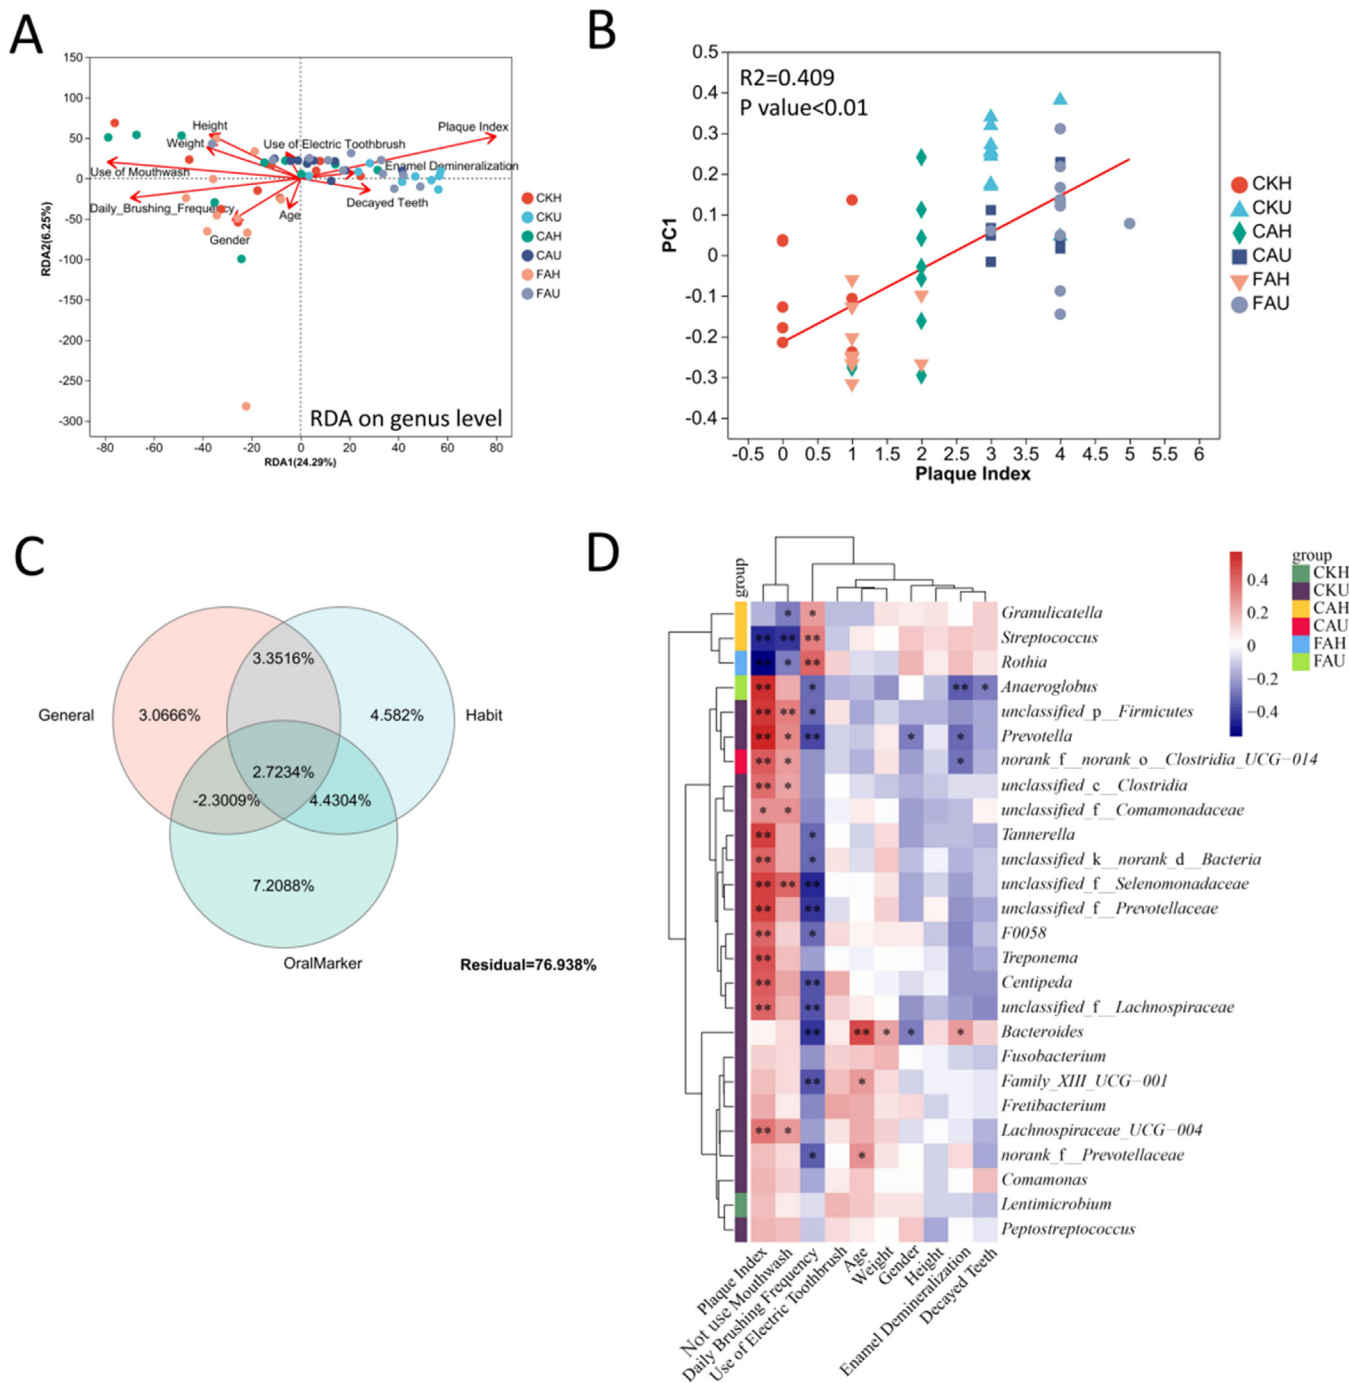 A
150
100
50
0
-50
-100
-150
-200
-250
-300
RDA2(6.25%)
Height
Weight
Use of Electric Toothbrush
Plaque Index
Use of Mouthwash
Enamel Demineralization
Daily_Brushing_Frequency
Decayed Teeth
Age
Gender
RDA on genus level
-80 -60 -40 -20 0 20 40 60 80
RDA1(24.29%)
CKH
CKU
CAH
CAU
FAH
FAU
B
R2=0.409
P value<0.01
0.5
0.4
0.3
0.2
0.1
0
-0.1
-0.2
-0.3
-0.4
PC1
-0.5 0 0.5 1 1.5 2 2.5 3 3.5 4 4.5 5 5.5 6
Plaque Index
CKH
CKU
CAH
CAU
FAH
FAU
C
3.3516%
General
3.0666%
4.582%
Habit
2.7234%
-2.3009%
4.4304%
7.2088%
OralMarker
Residual=76.938%
D
group
Granulicatella
Streptococcus
Rothia
Anaeroglobus
unclassified_p__Firmicutes
Prevotella
norank_f_norank_o__Clostridia_UCG-014
unclassified_c__Clostridia
unclassified_f__Comamonadaceae
Tannerella
unclassified_k__norank_d__Bacteria
unclassified_f__Selenomonadaceae
unclassified_f__Prevotellaceae
F0058
Treponema
Centipeda
unclassified_f__Lachnospiraceae
Bacteroides
Fusobacterium
Family_XIII_UCG-001
Fretibacterium
Lachnospiraceae_UCG-004
norank_f__Prevotellaceae
Comamonas
Lentimicrobium
Peptostreptococcus
Plaque Index
Not use Mouthwash
Daily Brushing Frequency
Use of Electric Toothbrush
Age
Weight
Gender
Height
Enamel Demineralization
Decayed Teeth
0.4
0.2
0
-0.2
-0.4
group
CKH
CKU
CAH
CAU
FAH
FAU